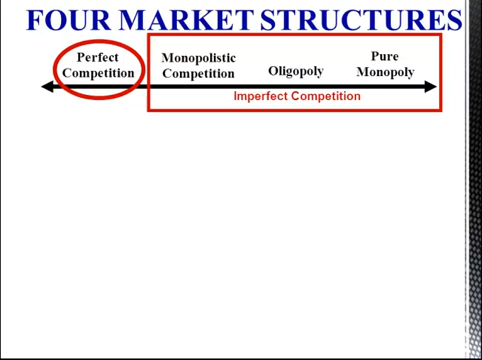 FOUR MARKET STRUCTURES
Perfect
Competition
Monopolistic
Competition
Oligopoly
Pure
Monopoly
Imperfect Competition